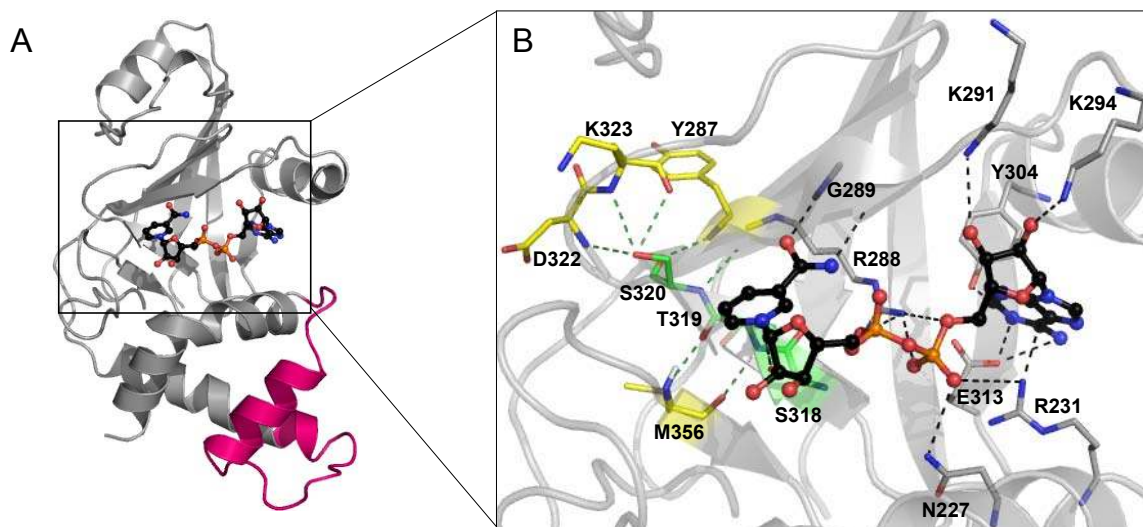 A
B
K291
K294
K323
Y287
Y304
G289
D322
R288
S320
T319
E313
R231
S318
M356
N227